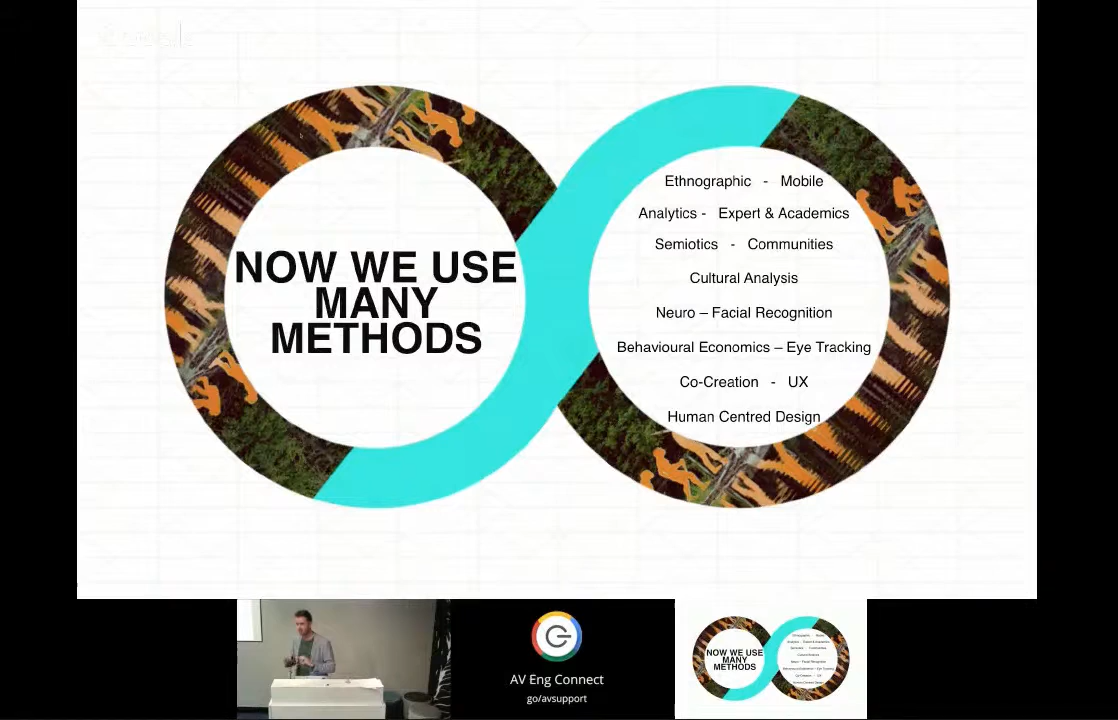 NOW WE USE
MANY
METHODS
Ethnographic - Mobile
Analytics - Expert & Academics
Semiotics - Communities
Cultural Analysis
Neuro – Facial Recognition
Behavioural Economics – Eye Tracking
Co-Creation - UX
Human Centred Design
AV Eng Connect
go/avsupport
NOW WE USE
MANY
METHODS